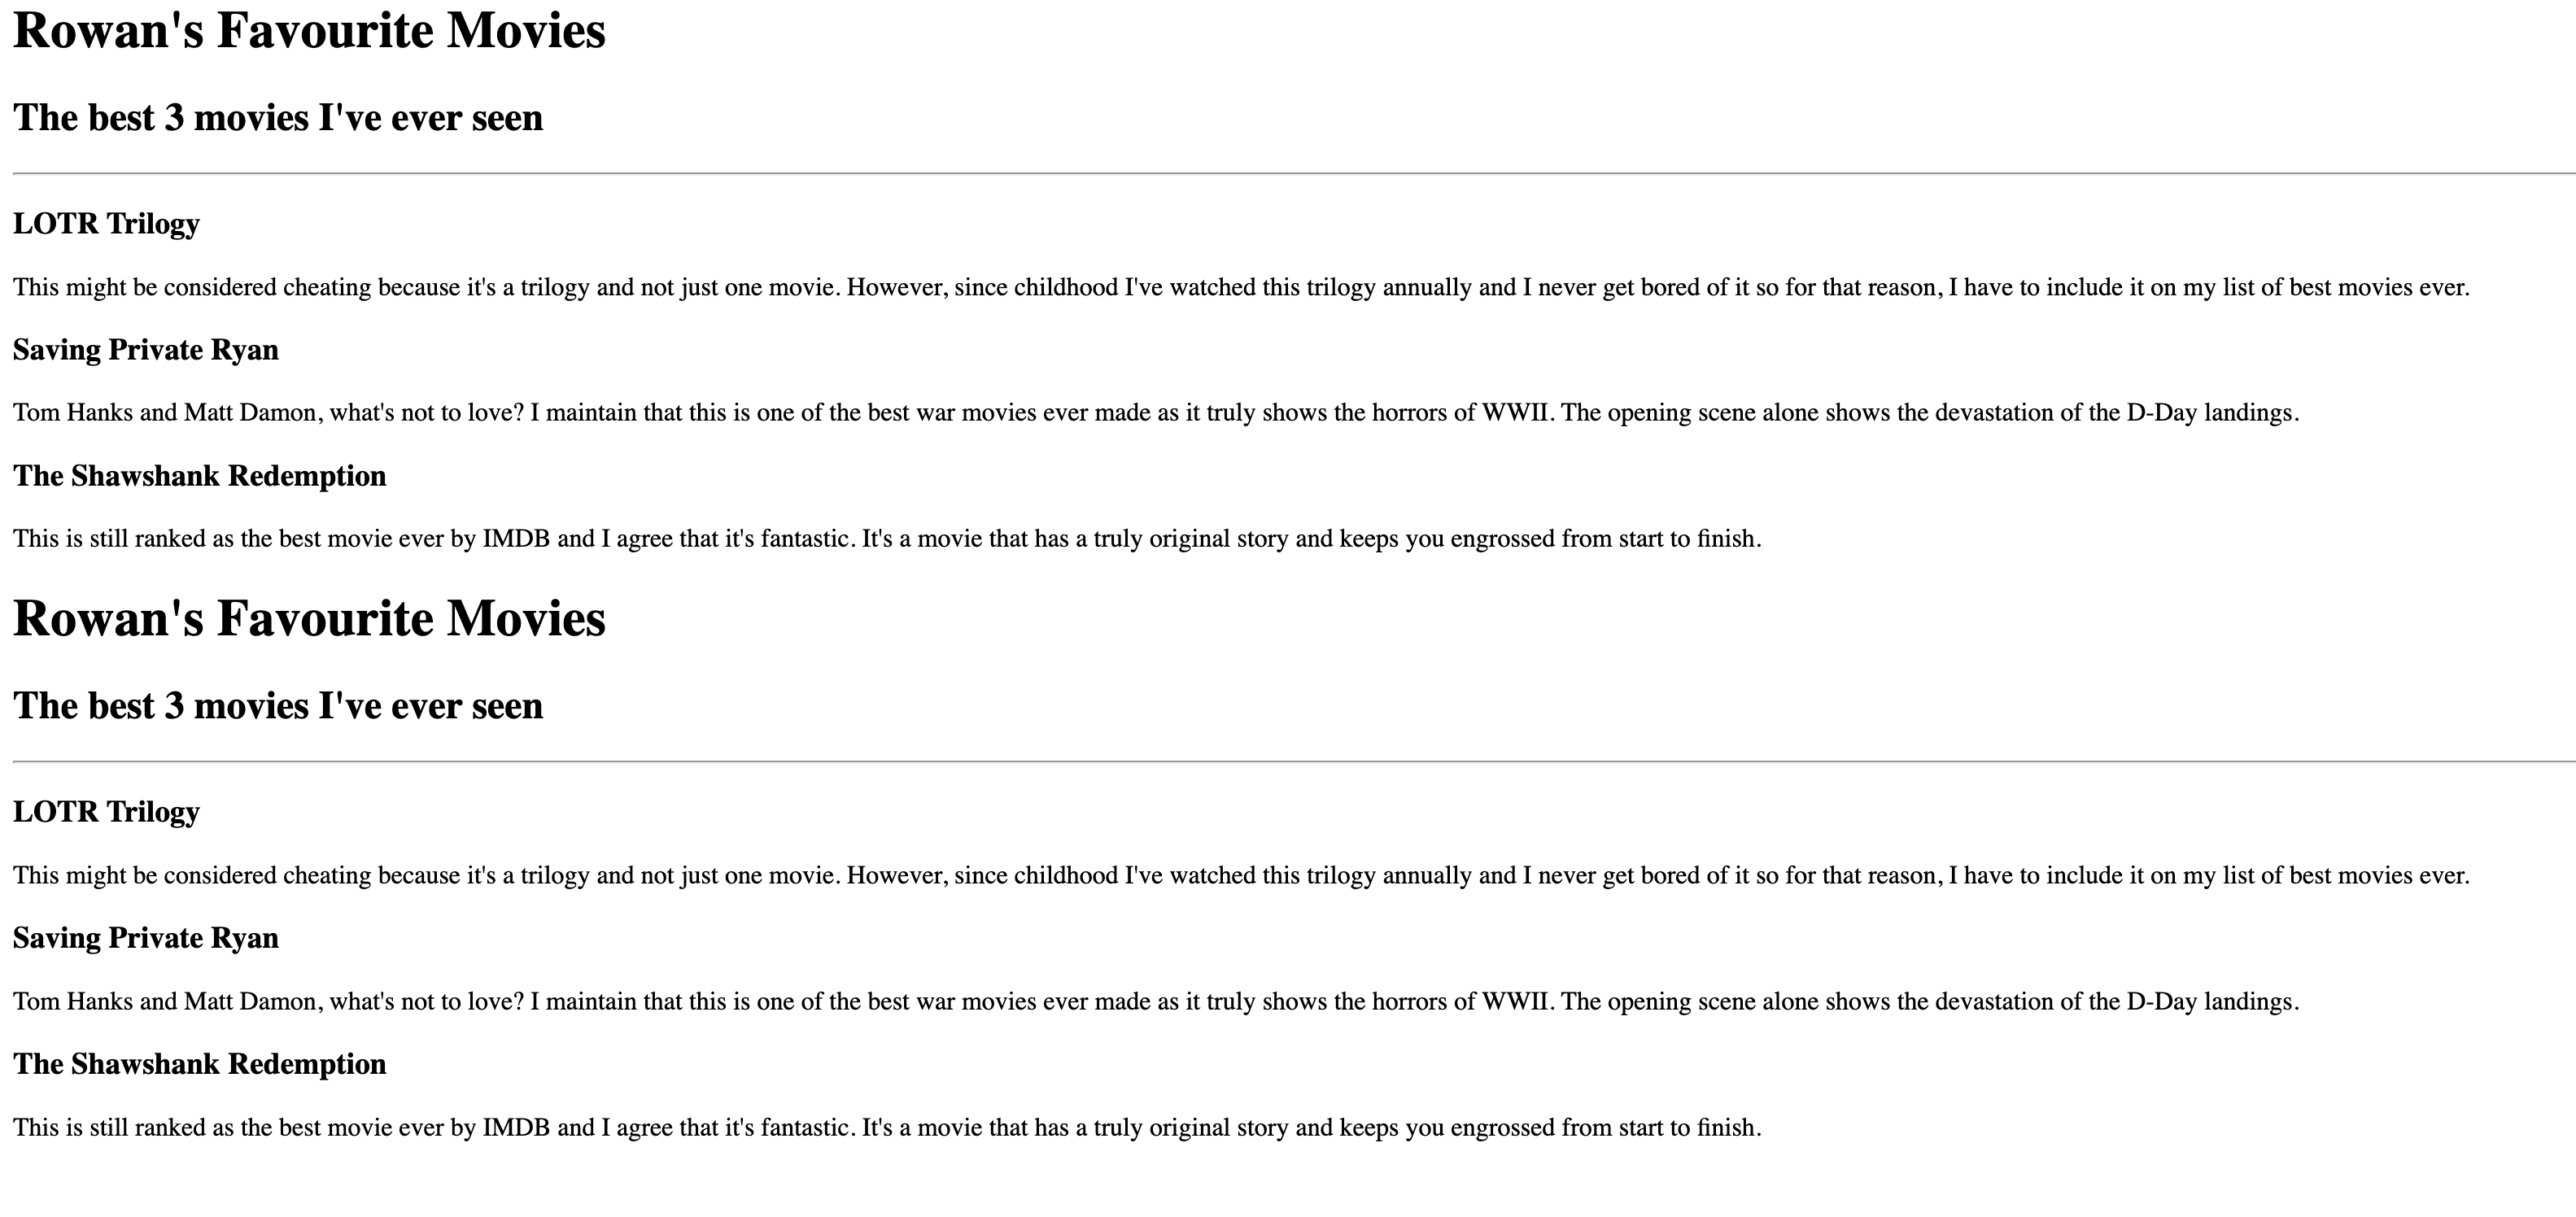 Rowan's Favourite Movies
The best 3 movies I've ever seen
LOTR Trilogy
This might be considered cheating because it's a trilogy and not just one movie. However, since childhood I've watched this trilogy annually and I never get bored of it so for that reason, I have to include it on my list of best movies ever.
Saving Private Ryan
Tom Hanks and Matt Damon, what's not to love? I maintain that this is one of the best war movies ever made as it truly shows the horrors of WWII. The opening scene alone shows the devastation of the D-Day landings.
The Shawshank Redemption
This is still ranked as the best movie ever by IMDB and I agree that it's fantastic. It's a movie that has a truly original story and keeps you engrossed from start to finish.
Rowan's Favourite Movies
The best 3 movies I've ever seen
LOTR Trilogy
This might be considered cheating because it's a trilogy and not just one movie. However, since childhood I've watched this trilogy annually and I never get bored of it so for that reason, I have to include it on my list of best movies ever.
Saving Private Ryan
Tom Hanks and Matt Damon, what's not to love? I maintain that this is one of the best war movies ever made as it truly shows the horrors of WWII. The opening scene alone shows the devastation of the D-Day landings.
The Shawshank Redemption
This is still ranked as the best movie ever by IMDB and I agree that it's fantastic. It's a movie that has a truly original story and keeps you engrossed from start to finish.